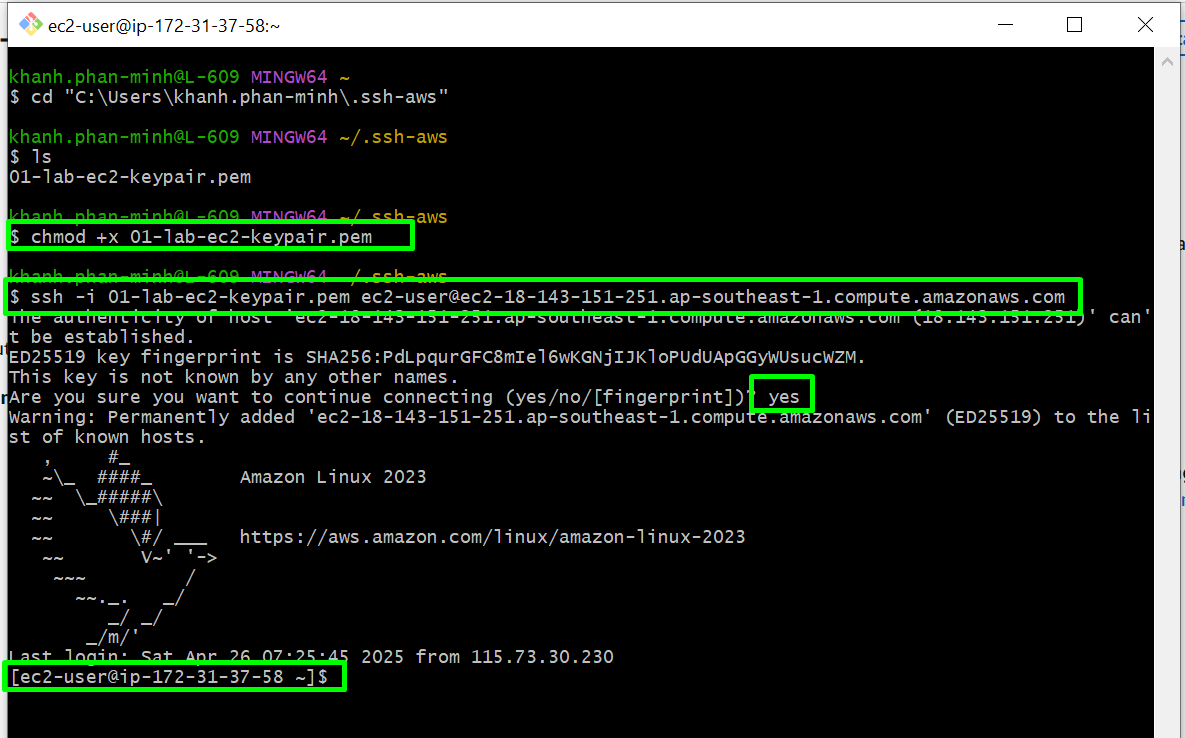 ec2-user@ip-172-31-37-58:~
khanh.phan-minh@L-609 MINGW64 ~
$ cd "C:\Users\khanh.phan-minh\.ssh-aws"
khanh.phan-minh@L-609 MINGW64 ~/.ssh-aws
$ ls
01-lab-ec2-keypair.pem
khanh.phan-minh@L-609 MINGW64 ~/.ssh-aws
$ chmod +x 01-lab-ec2-keypair.pem
khanh.phan-minh@L-609 MINGW64 ~/.ssh-aws
$ ssh -i 01-lab-ec2-keypair.pem ec2-user@ec2-18-143-151-251.ap-southeast-1.compute.amazonaws.com
The authenticity of host 'ec2-18-143-151-251.ap-southeast-1.compute.amazonaws.com (18.143.151.251)' can'
t be established.
ED25519 key fingerprint is SHA256:PdLpqurGFC8mIel6wKGNjIJKloPUdUApGGyWUsucWZM.
This key is not known by any other names.
Are you sure you want to continue connecting (yes/no/[fingerprint])? yes
Warning: Permanently added 'ec2-18-143-151-251.ap-southeast-1.compute.amazonaws.com' (ED25519) to the li
st of known hosts.
   ,     #_
   ~\_  ####_        Amazon Linux 2023
  ~~  \_#####\
  ~~     \###|
  ~~       \#/ ___   https://aws.amazon.com/linux/amazon-linux-2023
   ~~       V~' '->
    ~~~         /
      ~~._.   _/
         _/ _/
       _/m/'
Last login: Sat Apr 26 07:25:45 2025 from 115.73.30.230
[ec2-user@ip-172-31-37-58 ~]$